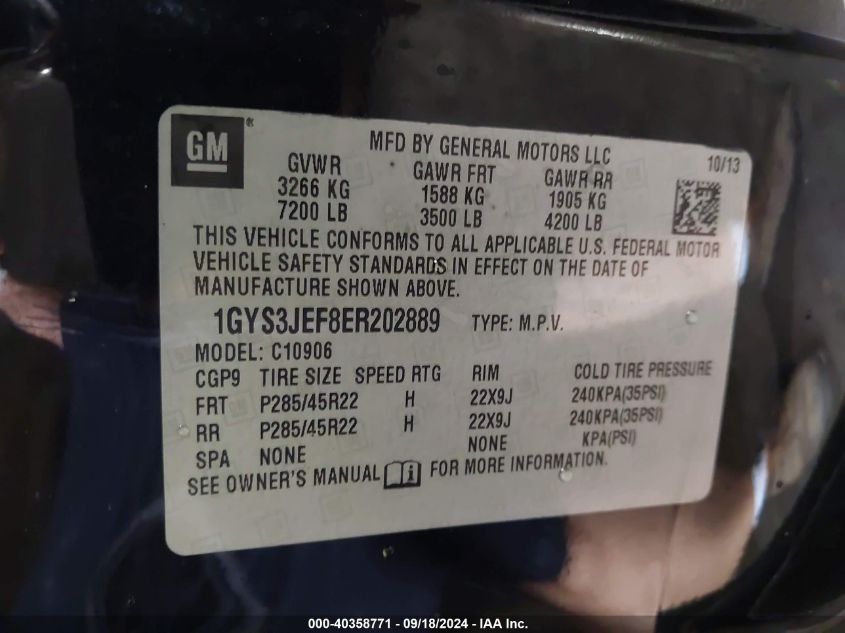 GM®
MFD BY GENERAL MOTORS LLC
10/13
GVWR GAWR FRT GAWR RR
3266 KG 1588 KG 1905 KG
7200 LB 3500 LB 4200 LB
THIS VEHICLE CONFORMS TO ALL APPLICABLE U.S. FEDERAL MOTOR
VEHICLE SAFETY STANDARDS IN EFFECT ON THE DATE OF
MANUFACTURE SHOWN ABOVE.
1GYS3JEF8ER202889 TYPE: M.P.V.
MODEL: C10906
CGP9 TIRE SIZE SPEED RTG RIM COLD TIRE PRESSURE
FRT P285/45R22 H 22X9J 240KPA(35PSI)
RR P285/45R22 H 22X9J 240KPA(35PSI)
SPA NONE NONE KPA(PSI)
SEE OWNER'S MANUAL i FOR MORE INFORMATION.
000-40358771 - 09/18/2024 - IAA Inc.